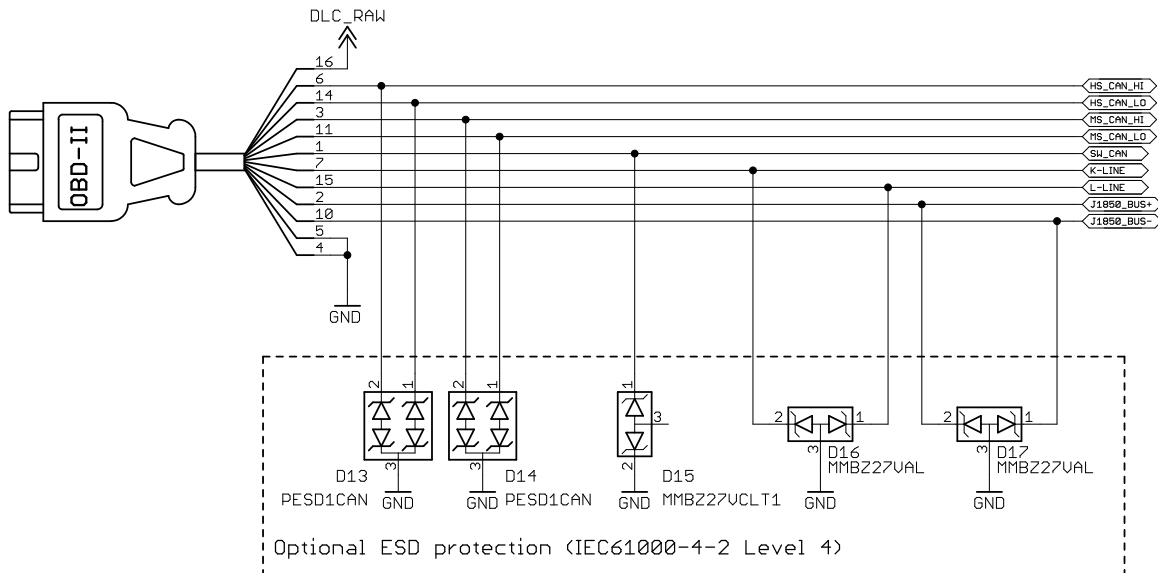 DLC_RAW
16
6
14
3
11
1
7
15
2
10
5
4
OBD-II
HS_CAN_HI
HS_CAN_LO
MS_CAN_HI
MS_CAN_LO
SW_CAN
K-LINE
L-LINE
J1850_BUS+
J1850_BUS-
GND
2 1
3
D13
PESD1CAN
GND
2 1
3
D14
PESD1CAN
GND
1
3
2
D15
MMBZ27VCLT1
GND
2 1
3
D16
MMBZ27VAL
GND
2 1
3
D17
MMBZ27VAL
GND
Optional ESD protection (IEC61000-4-2 Level 4)